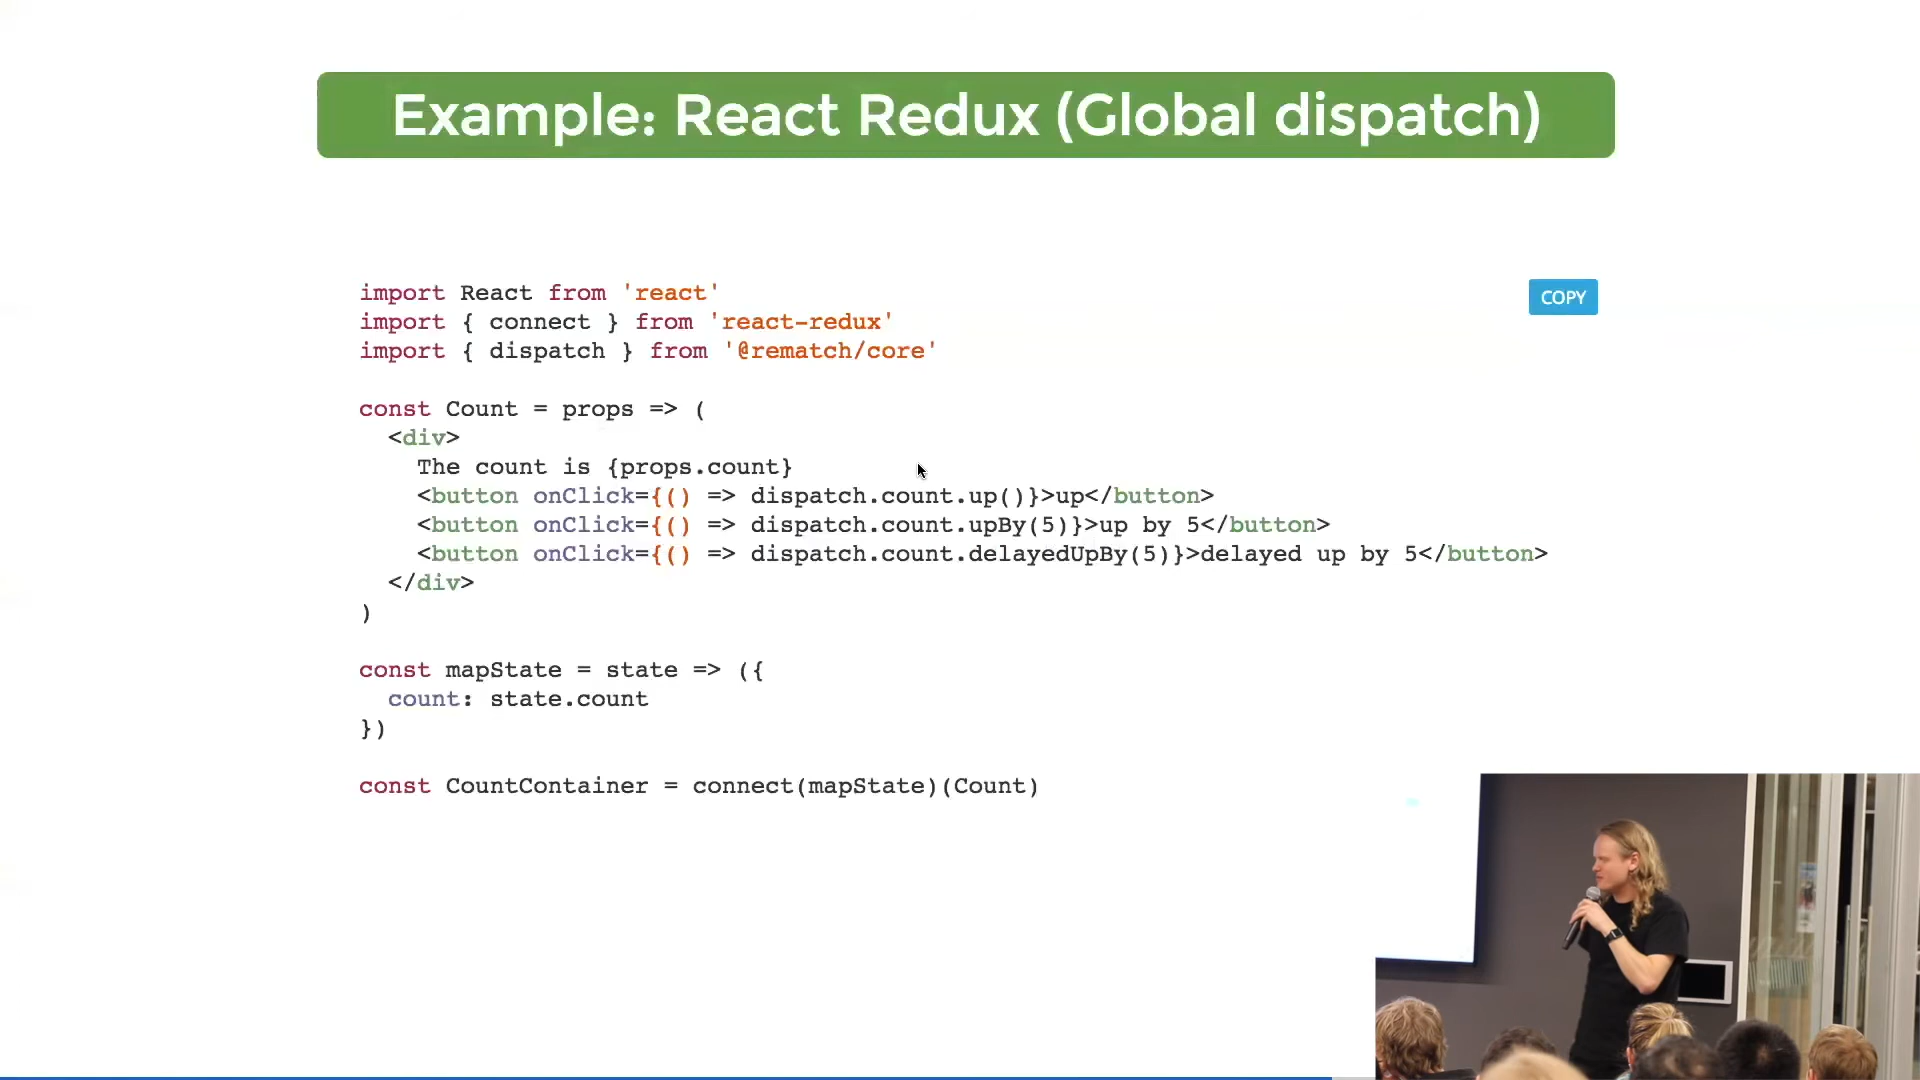 Example: React Redux (Global dispatch)
COPY
import React from 'react'
import { connect } from 'react-redux'
import { dispatch } from '@rematch/core'
const Count = props => (
<div>
The count is {props.count}
<button onClick={() => dispatch.count.up()}>up</button>
<button onClick={() => dispatch.count.upBy(5)}>up by 5</button>
<button onClick={() => dispatch.count.delayedUpBy(5)}>delayed up by 5</button>
</div>
)
const mapState = state => ({
count: state.count
})
const CountContainer = connect(mapState)(Count)